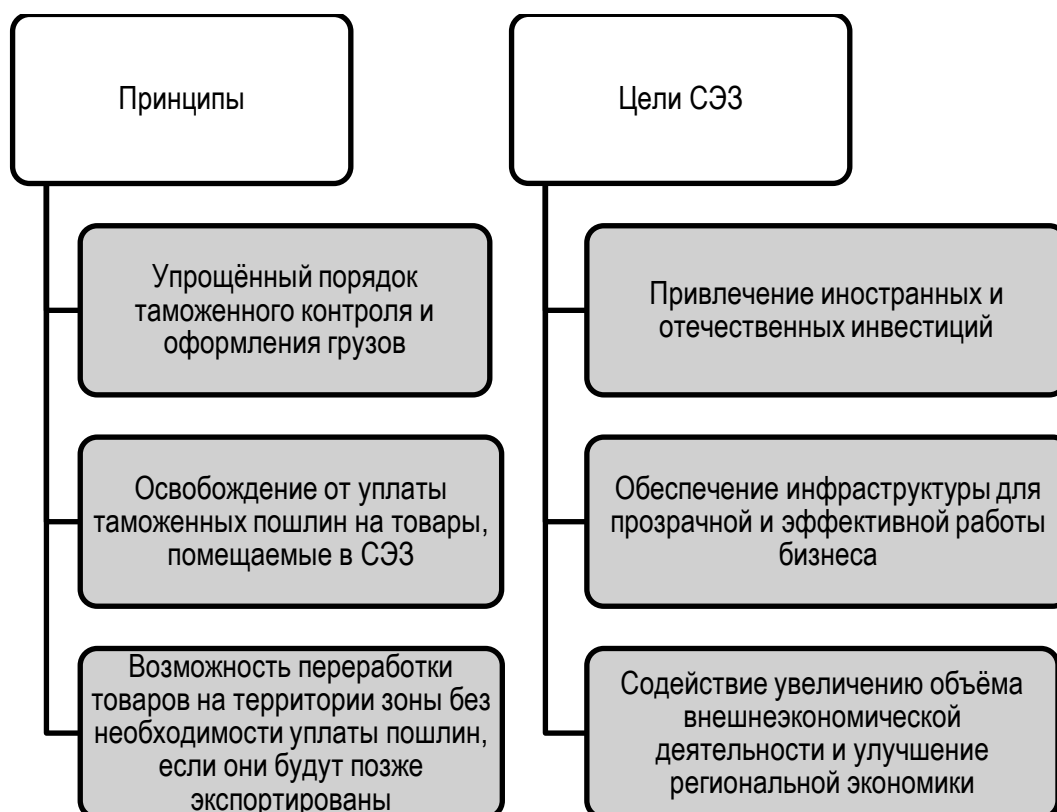 Принципы
Упрощённый порядок
таможенного контроля и
оформления грузов
Освобождение от уплаты
таможенных пошлин на товары,
помещаемые в СЭЗ
Возможность переработки
товаров на территории зоны без
необходимости уплаты пошлин,
если они будут позже
экспортированы
Цели СЭЗ
Привлечение иностранных и
отечественных инвестиций
Обеспечение инфраструктуры для
прозрачной и эффективной работы
бизнеса
Содействие увеличению объёма
внешнеэкономической
деятельности и улучшение
региональной экономики